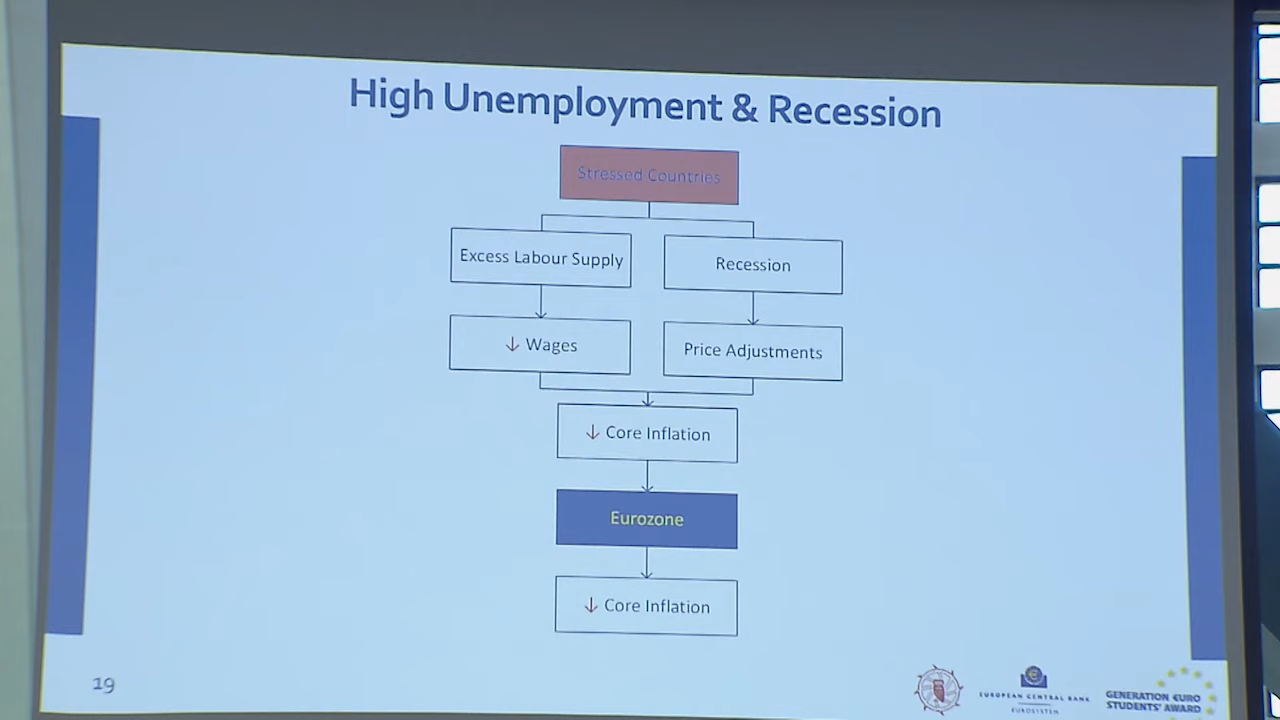 High Unemployment & Recession
Stressed Countries
Excess Labour Supply
Recession
↓ Wages
Price Adjustments
↓ Core Inflation
Eurozone
↓ Core Inflation
19
EUROPEAN CENTRAL BANK
EUROSYSTEM
GENERATION €URO
STUDENTS' AWARD